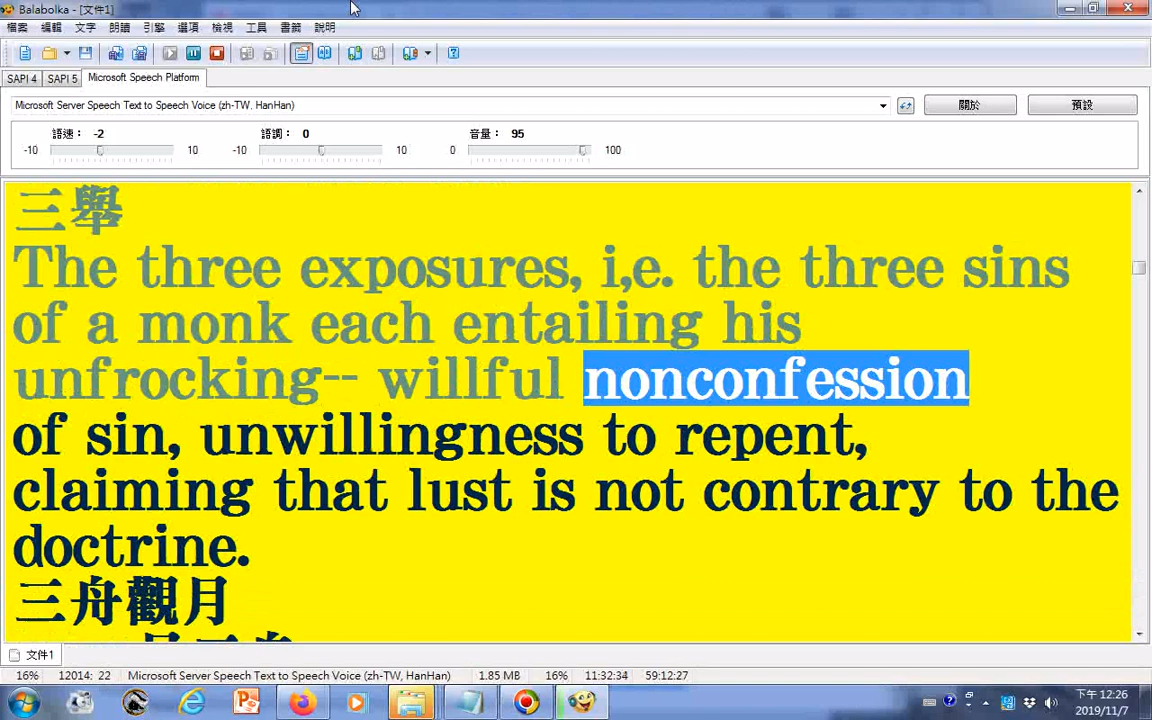 Balabolka - [文件1]
檔案 編輯 文字 朗讀 引擎 選項 檢視 工具 書籤 說明
SAPI 4 SAPI 5 Microsoft Speech Platform
Microsoft Server Speech Text to Speech Voice (zh-TW, HanHan) 關於 預設
語速： -2 語調： 0 音量： 95
-10 10 -10 10 0 100
三舉
The three exposures, i,e. the three sins
of a monk each entailing his
unfrocking-- willful nonconfession
of sin, unwillingness to repent,
claiming that lust is not contrary to the
doctrine.
三舟觀月
文件1
16% 12014: 22 Microsoft Server Speech Text to Speech Voice (zh-TW, HanHan) 1.85 MB 16% 11:32:34 59:12:27
下午 12:26
2019/11/7